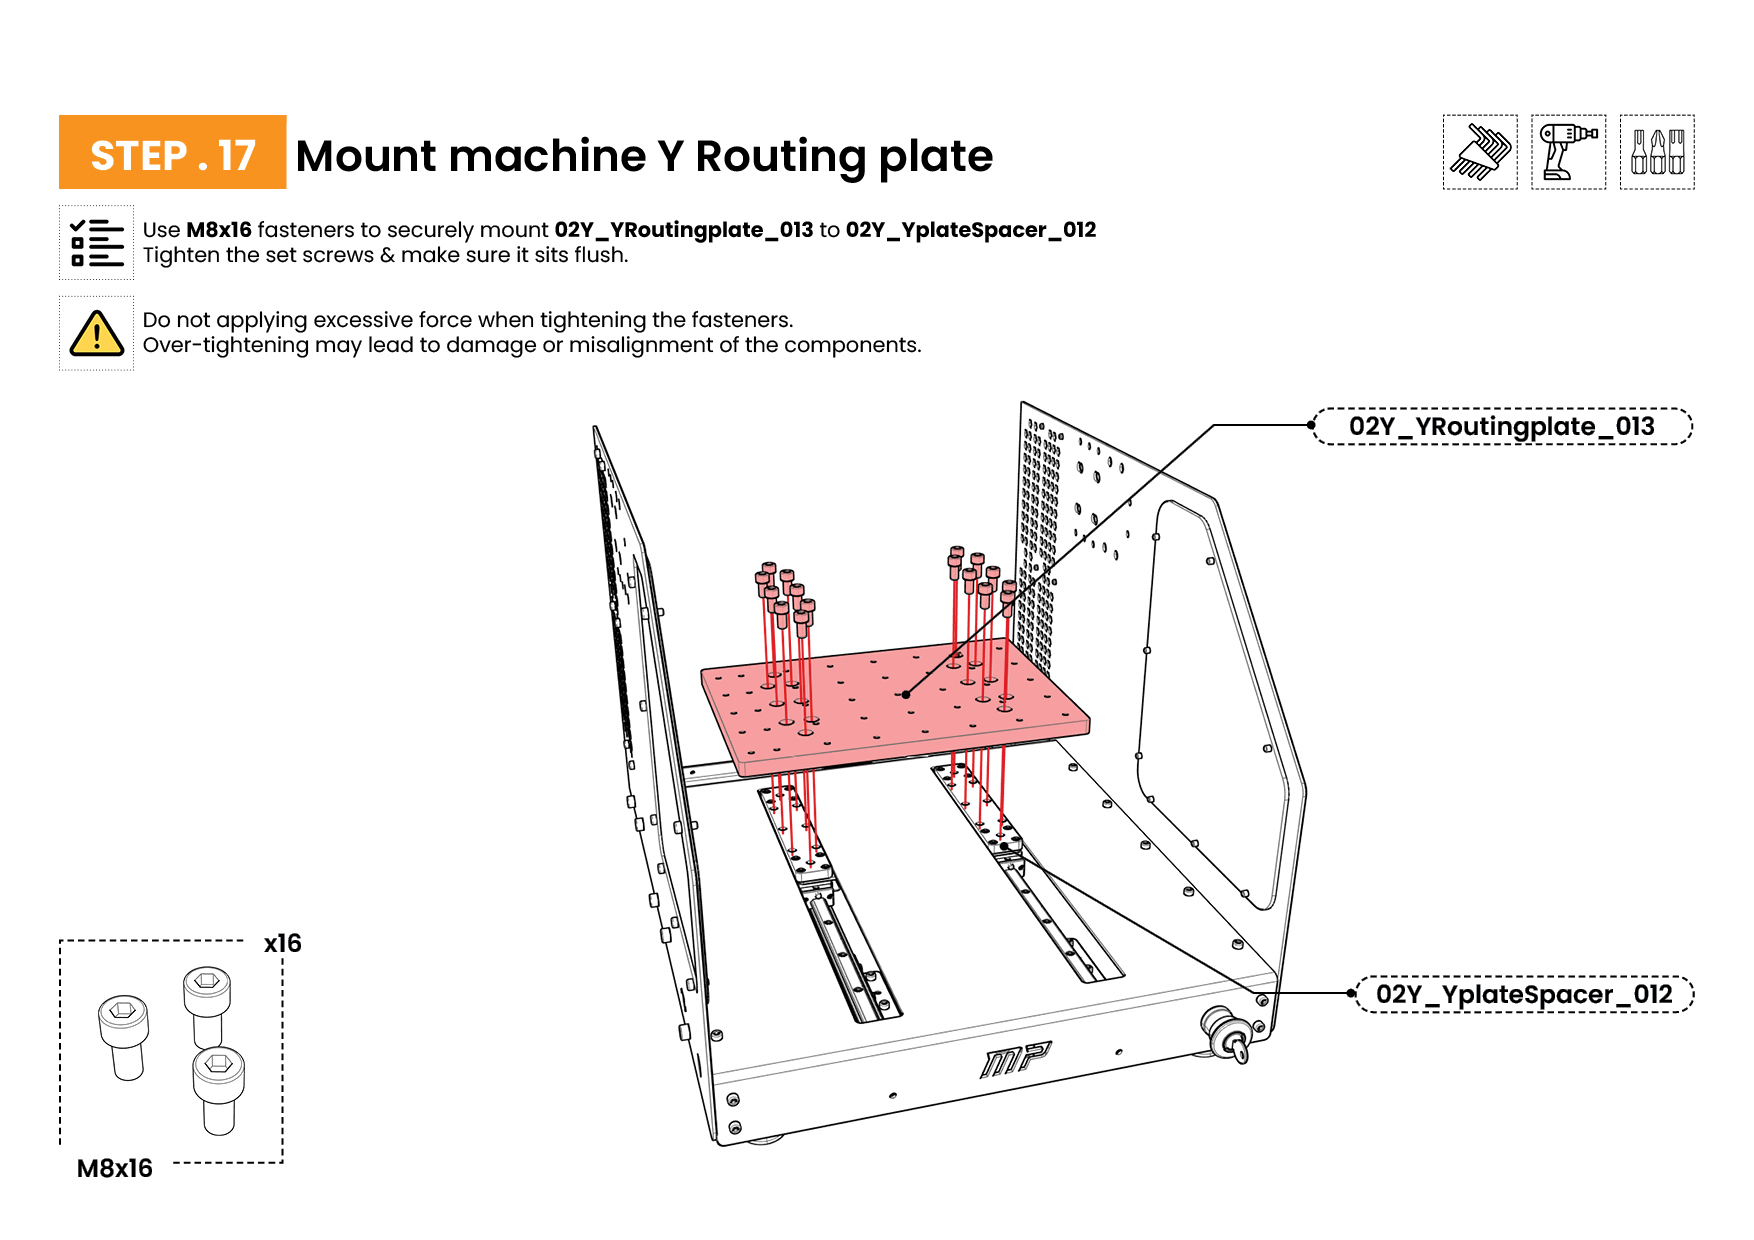 STEP . 17
Mount machine Y Routing plate
Use M8x16 fasteners to securely mount 02Y_YRoutingplate_013 to 02Y_YplateSpacer_012
Tighten the set screws & make sure it sits flush.
Do not applying excessive force when tightening the fasteners.
Over-tightening may lead to damage or misalignment of the components.
02Y_YRoutingplate_013
02Y_YplateSpacer_012
MP
x16
M8x16